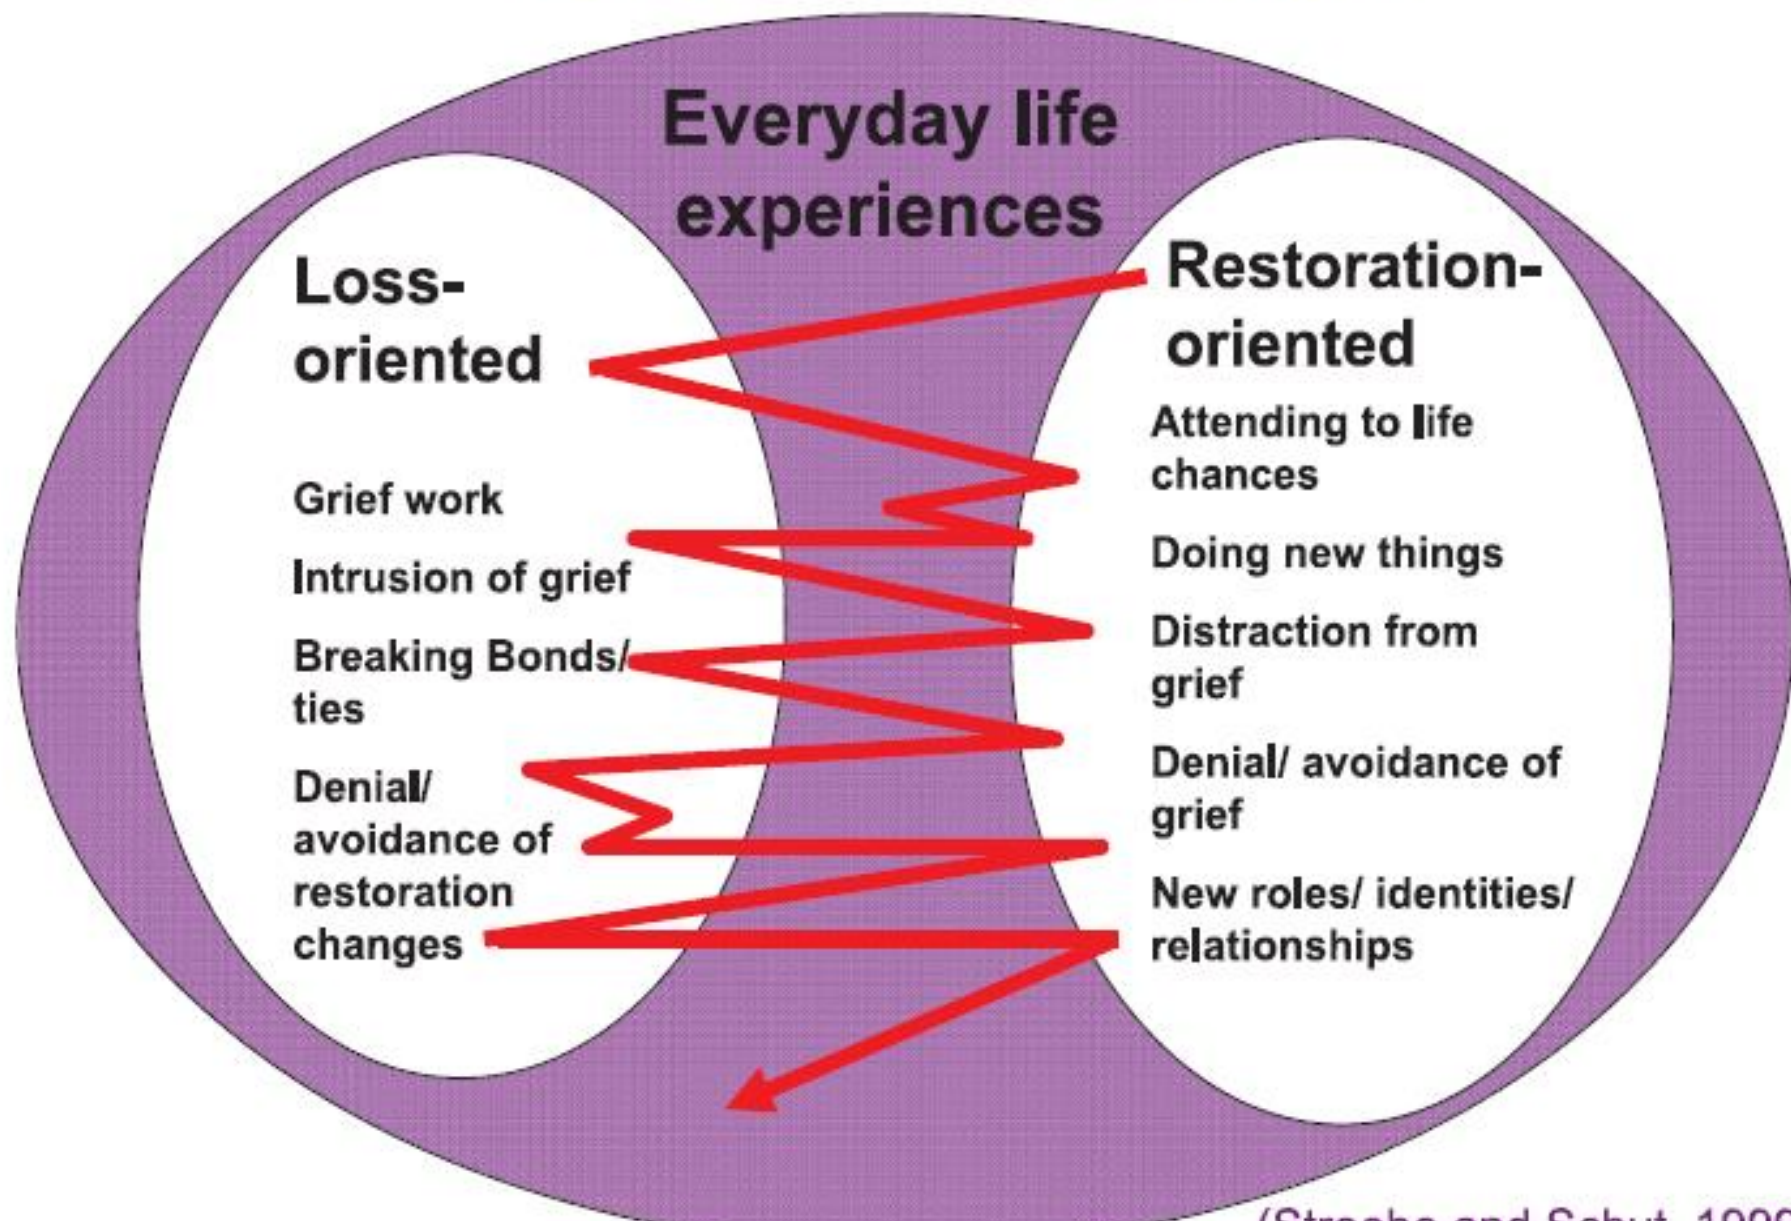 Everyday life
experiences
Loss-
oriented
Grief work
Intrusion of grief
Breaking Bonds/
ties
Denial/
avoidance of
restoration
changes
Restoration-
oriented
Attending to life
chances
Doing new things
Distraction from
grief
Denial/ avoidance of
grief
New roles/ identities/
relationships